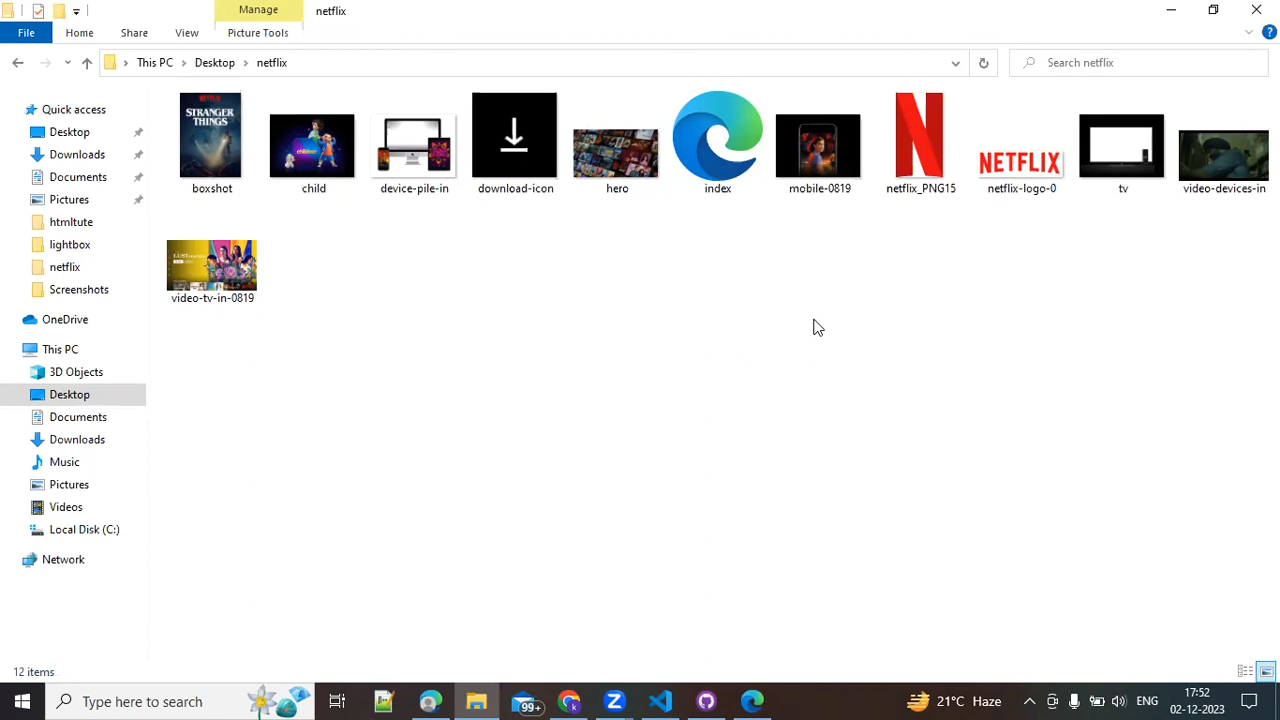 Manage
netflix
File
Home
Share
View
Picture Tools
This PC
Desktop
netflix
Search netflix
Quick access
Desktop
Downloads
Documents
Pictures
htmltute
lightbox
netflix
Screenshots
OneDrive
This PC
3D Objects
Desktop
Documents
Downloads
Music
Pictures
Videos
Local Disk (C:)
Network
NETFLIX
STRANGER
THINGS
NETFLIX
boxshot
child
device-pile-in
download-icon
hero
index
mobile-0819
netflix_PNG15
netflix-logo-0
tv
video-devices-in
video-tv-in-0819
12 items
Type here to search
99+
21°C Haze
ENG
17:52
02-12-2023